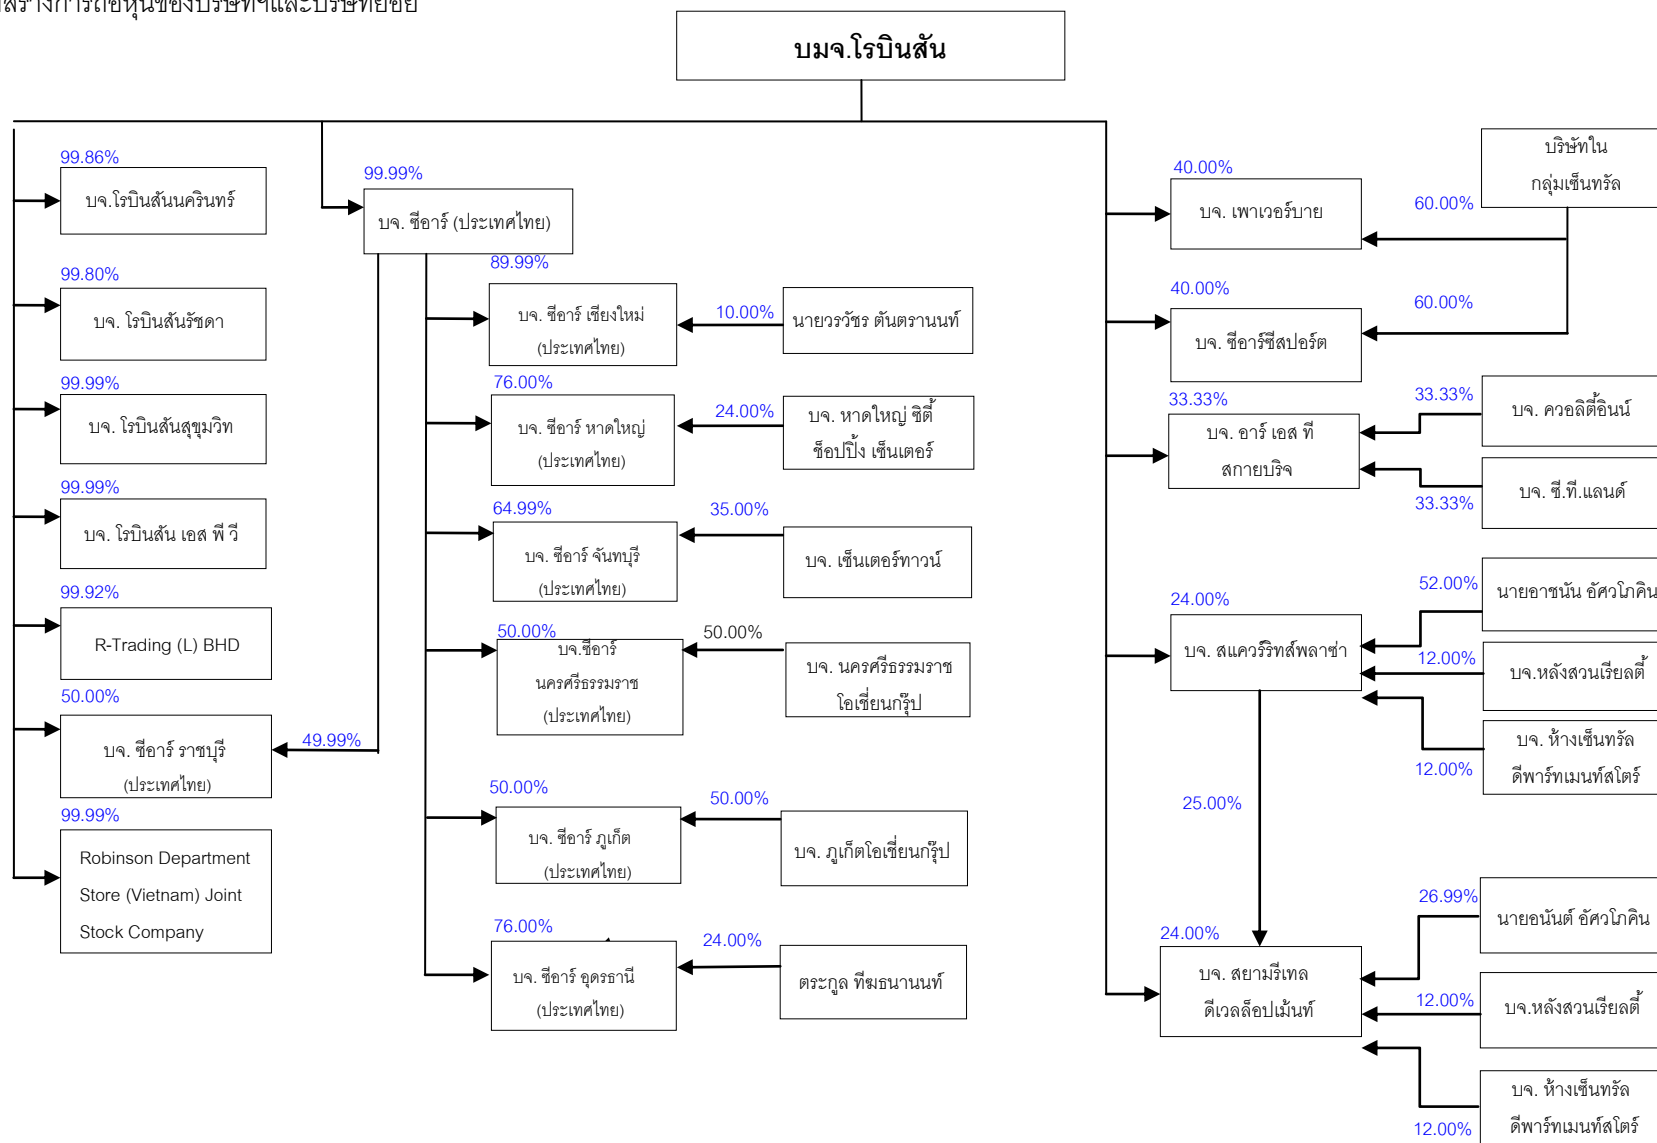 บมจ.โรบินสัน
99.86%
บจ.โรบินสันนครินทร์
99.80%
บจ. โรบินสันรัชดา
99.99%
บจ. โรบินสันสุขุมวิท
99.99%
บจ. โรบินสัน เอส พี วี
99.92%
R-Trading (L) BHD
50.00%
บจ. ซีอาร์ ราชบุรี
(ประเทศไทย)
49.99%
99.99%
Robinson Department
Store (Vietnam) Joint
Stock Company
99.99%
บจ. ซีอาร์ (ประเทศไทย)
89.99%
บจ. ซีอาร์ เชียงใหม่
(ประเทศไทย)
10.00%
นายวรวัชร ตันตรานนท์
76.00%
บจ. ซีอาร์ หาดใหญ่
(ประเทศไทย)
24.00%
บจ. หาดใหญ่ ซิตี้
ช็อปปิ้ง เซ็นเตอร์
64.99%
บจ. ซีอาร์ จันทบุรี
(ประเทศไทย)
35.00%
บจ. เซ็นเตอร์ทาวน์
50.00%
บจ.ซีอาร์
นครศรีธรรมราช
(ประเทศไทย)
50.00%
บจ. นครศรีธรรมราช
โอเชี่ยนกรุ๊ป
50.00%
บจ. ซีอาร์ ภูเก็ต
(ประเทศไทย)
50.00%
บจ. ภูเก็ตโอเชี่ยนกรุ๊ป
76.00%
บจ. ซีอาร์ อุดรธานี
(ประเทศไทย)
24.00%
ตระกูล ทีฆธนานนท์
40.00%
บจ. เพาเวอร์บาย
60.00%
บริษัทใน
กลุ่มเซ็นทรัล
40.00%
บจ. ซีอาร์ซีสปอร์ต
60.00%
33.33%
บจ. อาร์ เอส ที
สกายบริจ
33.33%
บจ. ควอลิตี้อินน์
33.33%
บจ. ซี.ที.แลนด์
24.00%
บจ. สแควร์ริทส์พลาซ่า
52.00%
นายอาชนัน อัศวโภคิน
12.00%
บจ.หลังสวนเรียลตี้
12.00%
บจ. ห้างเซ็นทรัล
ดีพาร์ทเมนท์สโตร์
25.00%
24.00%
บจ. สยามรีเทล
ดีเวลล็อปเม้นท์
26.99%
นายอนันต์ อัศวโภคิน
12.00%
บจ.หลังสวนเรียลตี้
12.00%
บจ. ห้างเซ็นทรัล
ดีพาร์ทเมนท์สโตร์